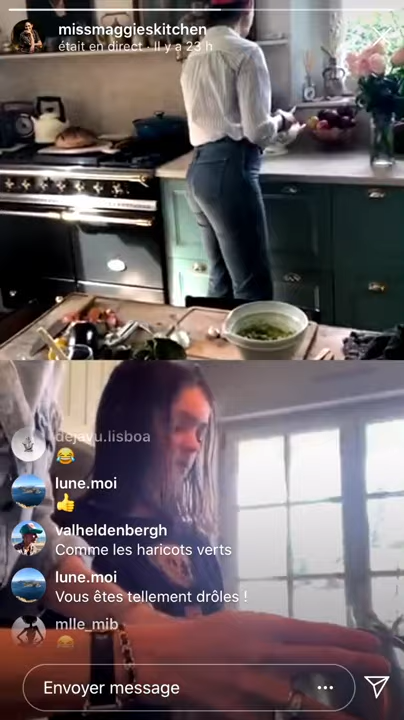 missmaggieskitchen
était en direct · Il y a 23 h
dejavu.lisboa
😂
lune.moi
👍
valheldenbergh
Comme les haricots verts
lune.moi
Vous êtes tellement drôles !
mlle_mib
😂
Envoyer message